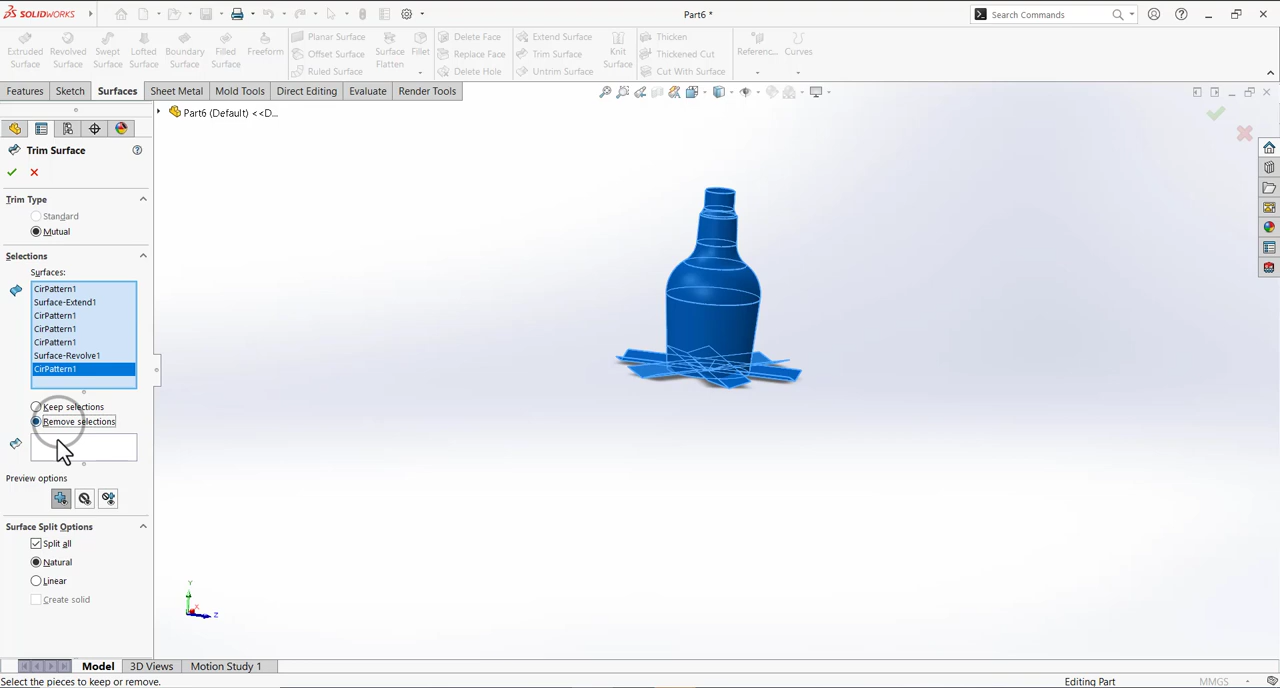 SOLIDWORKS
Part6 *
Search Commands
Extruded Surface
Revolved Surface
Swept Surface
Lofted Surface
Boundary Surface
Filled Surface
Freeform
Planar Surface
Offset Surface
Ruled Surface
Surface Flatten
Fillet
Delete Face
Replace Face
Delete Hole
Extend Surface
Trim Surface
Untrim Surface
Knit Surface
Thicken
Thickened Cut
Cut With Surface
Referenc...
Curves
Features
Sketch
Surfaces
Sheet Metal
Mold Tools
Direct Editing
Evaluate
Render Tools
Part6 (Default) <<D...
Trim Surface
Trim Type
Standard
Mutual
Selections
Surfaces:
CirPattern1
Surface-Extend1
CirPattern1
CirPattern1
CirPattern1
Surface-Revolve1
CirPattern1
Keep selections
Remove selections
Preview options
Surface Split Options
Split all
Natural
Linear
Create solid
Y
X
Z
Model
3D Views
Motion Study 1
Select the pieces to keep or remove.
Editing Part
MMGS